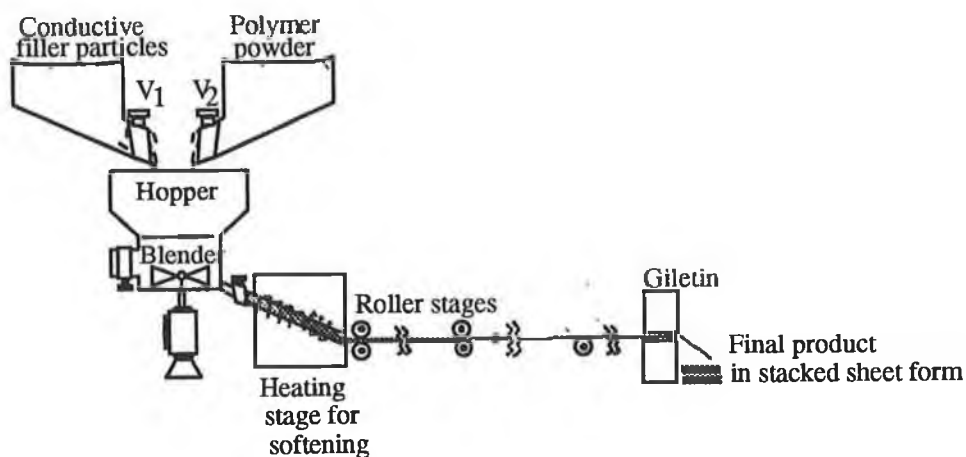 Conductive
filler particles
Polymer
powder
V1
V2
Hopper
Blender
Roller stages
Giletin
Heating
stage for
softening
Final product
in stacked sheet form